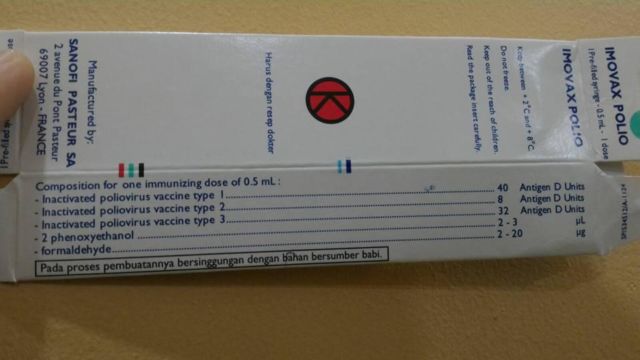 IMOVAX POLIO
1 Pre-filled syringe - 0.5 mL - 1 dose
IMOVAX POLIO
Keep between + 2°C and + 8°C.
Do not freeze.
Keep out of the reach of children.
Read the package insert carefully.
K
Harus dengan resep dokter
Manufactured by:
SANOFI PASTEUR SA
2 avenue du Pont Pasteur
69007 Lyon - FRANCE
Composition for one immunizing dose of 0.5 mL :
- Inactivated poliovirus vaccine type 1 ... 40 Antigen D Units
- Inactivated poliovirus vaccine type 2 ... 8 Antigen D Units
- Inactivated poliovirus vaccine type 3 ... 32 Antigen D Units
- 2 phenoxyethanol ... 2 - 3 µL
- formaldehyde ... 2 - 20 µg
Pada proses pembuatannya bersinggungan dengan bahan bersumber babi.